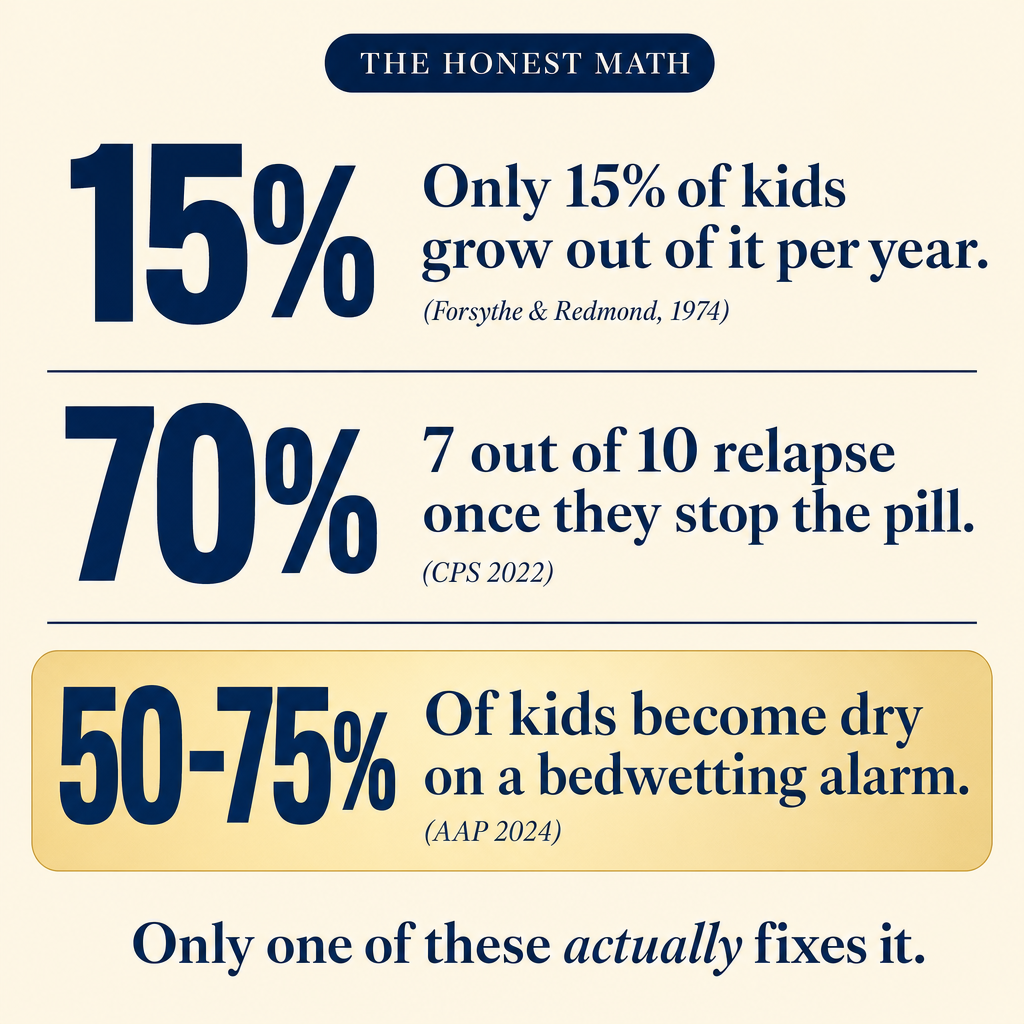 THE HONEST MATH
15%
Only 15% of kids
grow out of it per year.
(Forsythe & Redmond, 1974)
70%
7 out of 10 relapse
once they stop the pill.
(CPS 2022)
50-75%
Of kids become dry
on a bedwetting alarm.
(AAP 2024)
Only one of these actually fixes it.